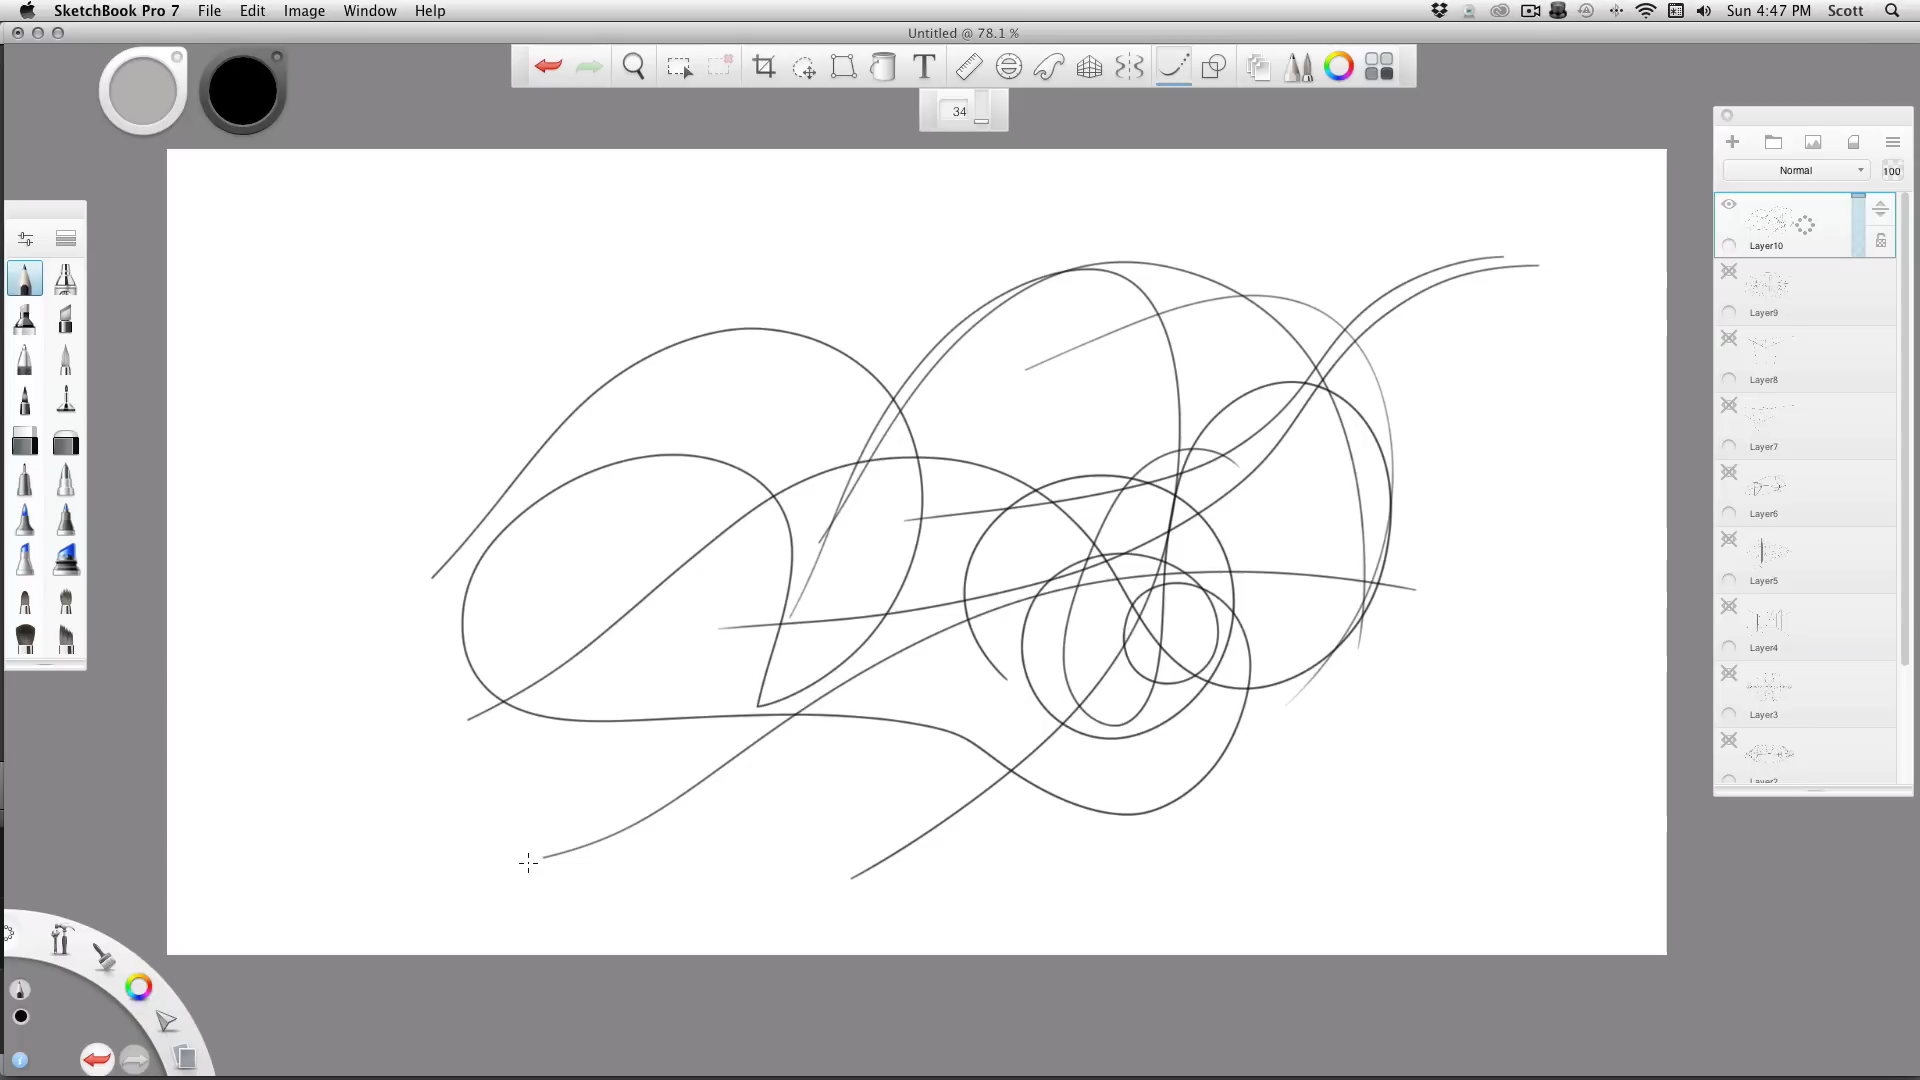 SketchBook Pro 7 File Edit Image Window Help Sun 4:47 PM Scott
Untitled @ 78.1 %
T
34
Normal 100
Layer10
Layer9
Layer8
Layer7
Layer6
Layer5
Layer4
Layer3
Layer2